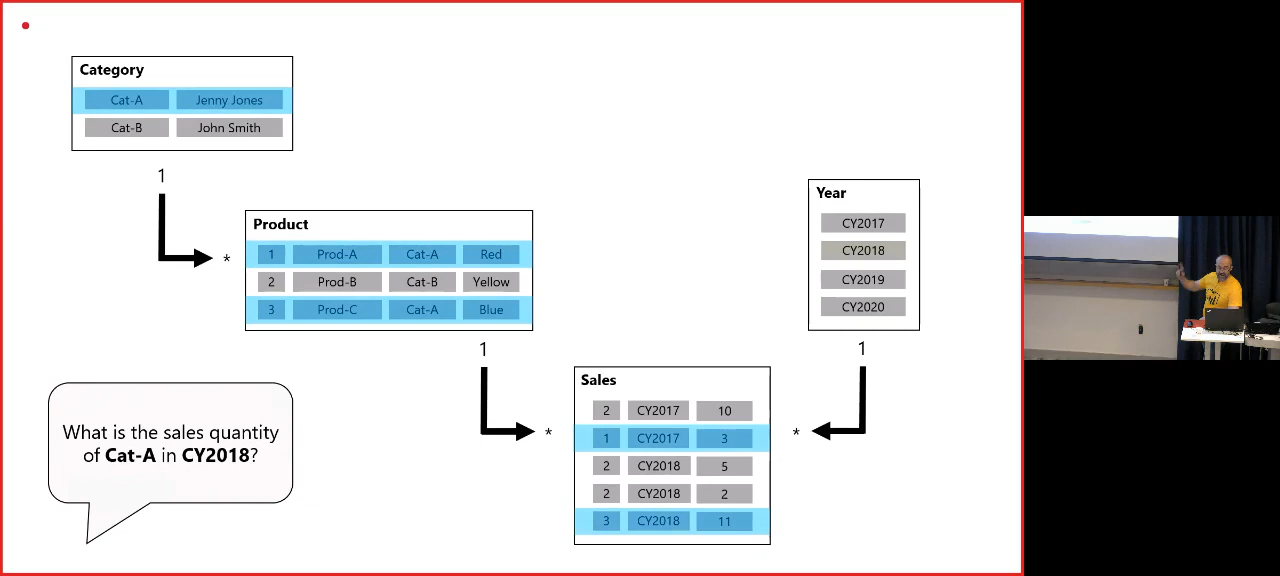 Category
Cat-A Jenny Jones
Cat-B John Smith
1
*
Product
1 Prod-A Cat-A Red
2 Prod-B Cat-B Yellow
3 Prod-C Cat-A Blue
1
*
Year
CY2017
CY2018
CY2019
CY2020
1
*
Sales
2 CY2017 10
1 CY2017 3
2 CY2018 5
2 CY2018 2
3 CY2018 11
What is the sales quantity
of Cat-A in CY2018?